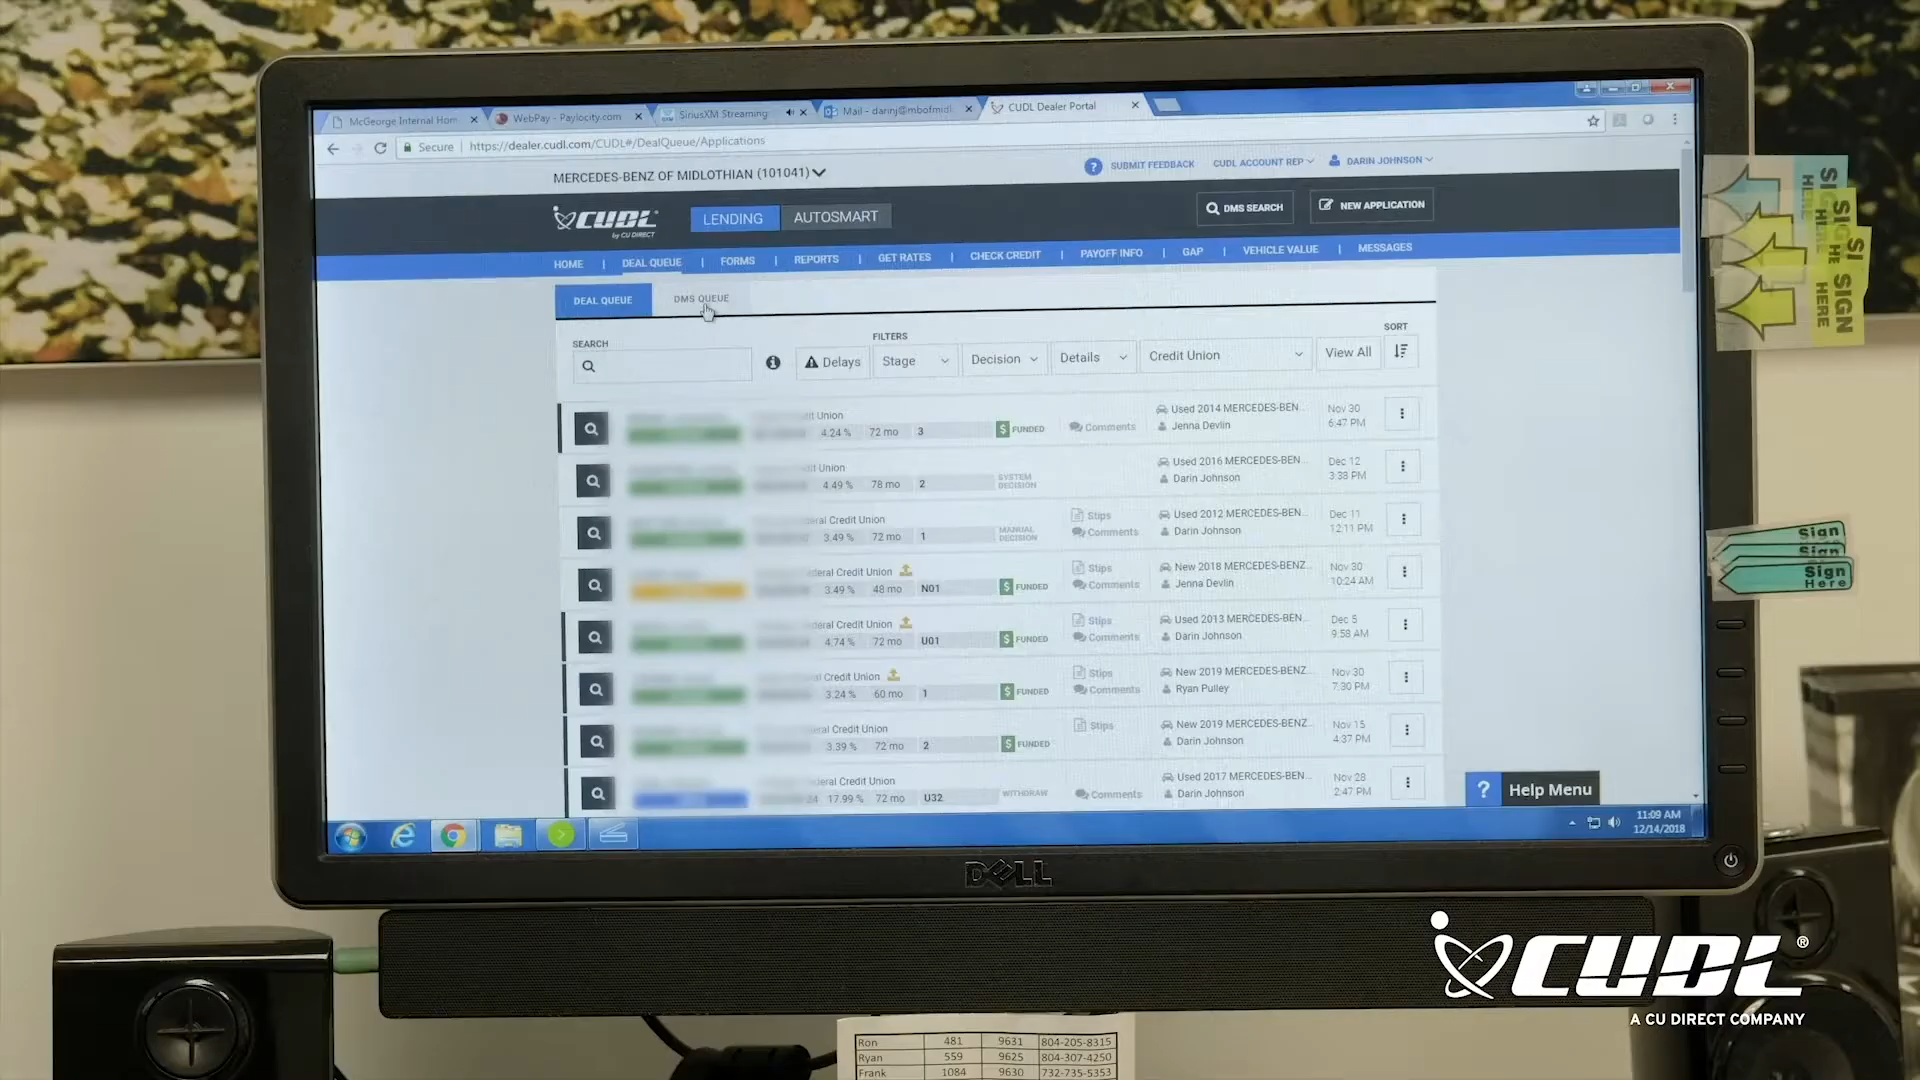 McGeorge Internal Hom
WebPay - Paylocity.com
SiriusXM Streaming
Mail - darinj@mbofmidl
CUDL Dealer Portal
Secure
https://dealer.cudl.com/CUDL#/DealQueue/Applications
MERCEDES-BENZ OF MIDLOTHIAN (101041)
? SUBMIT FEEDBACK
CUDL ACCOUNT REP
DARIN JOHNSON
CUDL
by CU DIRECT
LENDING
AUTOSMART
DMS SEARCH
NEW APPLICATION
HOME | DEAL QUEUE | FORMS | REPORTS | GET RATES | CHECK CREDIT | PAYOFF INFO | GAP | VEHICLE VALUE | MESSAGES
DEAL QUEUE
DMS QUEUE
SEARCH
FILTERS
SORT
Delays
Stage
Decision
Details
Credit Union
View All
Union
4.24 % 72 mo 3
$ FUNDED
Comments
Used 2014 MERCEDES-BEN...
Jenna Devlin
Nov 30
6:47 PM
Union
4.49 % 78 mo 2
SYSTEM
DECISION
Used 2016 MERCEDES-BEN...
Darin Johnson
Dec 12
3:38 PM
eral Credit Union
3.49 % 72 mo 1
MANUAL
DECISION
Stips
Comments
Used 2012 MERCEDES-BEN...
Darin Johnson
Dec 11
12:11 PM
deral Credit Union
3.49 % 48 mo N01
$ FUNDED
Stips
Comments
New 2018 MERCEDES-BENZ...
Jenna Devlin
Nov 30
10:24 AM
deral Credit Union
4.74 % 72 mo U01
$ FUNDED
Stips
Comments
Used 2013 MERCEDES-BEN...
Darin Johnson
Dec 5
9:58 AM
l Credit Union
3.24 % 60 mo 1
$ FUNDED
Stips
Comments
New 2019 MERCEDES-BENZ...
Ryan Pulley
Nov 30
7:30 PM
eral Credit Union
3.39 % 72 mo 2
$ FUNDED
Stips
New 2019 MERCEDES-BENZ...
Darin Johnson
Nov 15
4:37 PM
deral Credit Union
24 17.99 % 72 mo U32
WITHDRAW
Comments
Used 2017 MERCEDES-BEN...
Darin Johnson
Nov 28
2:47 PM
? Help Menu
11:09 AM
12/14/2018
DELL
SIGN HERE
Sign
Sign
Sign
Here
CUDL®
A CU DIRECT COMPANY
Ron 481 9631 804-205-8315
Ryan 559 9625 804-307-4250
Frank 1084 9630 732-735-5353